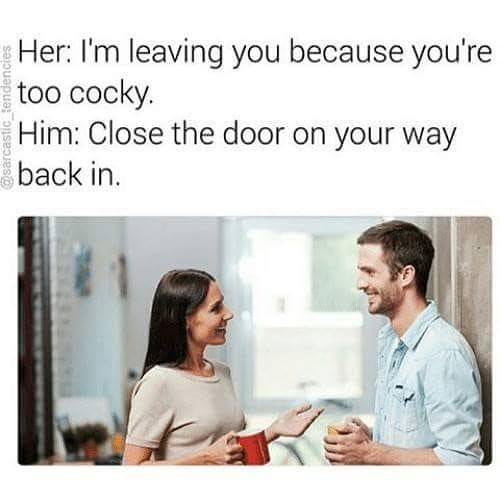 Her: I'm leaving you because you're
too cocky.
Him: Close the door on your way
back in.
@sarcastic_tendencies